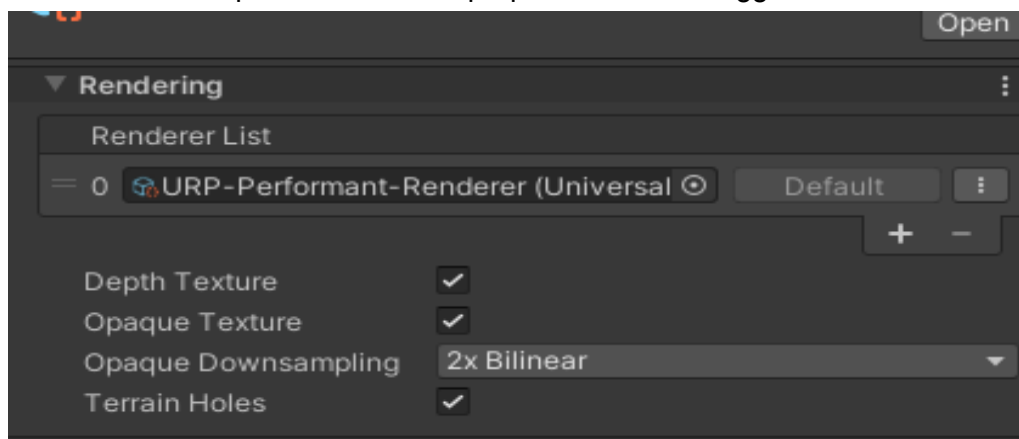 Open
Rendering
Renderer List
0 URP-Performant-Renderer (Universal Default
Depth Texture
Opaque Texture
Opaque Downsampling 2x Bilinear
Terrain Holes